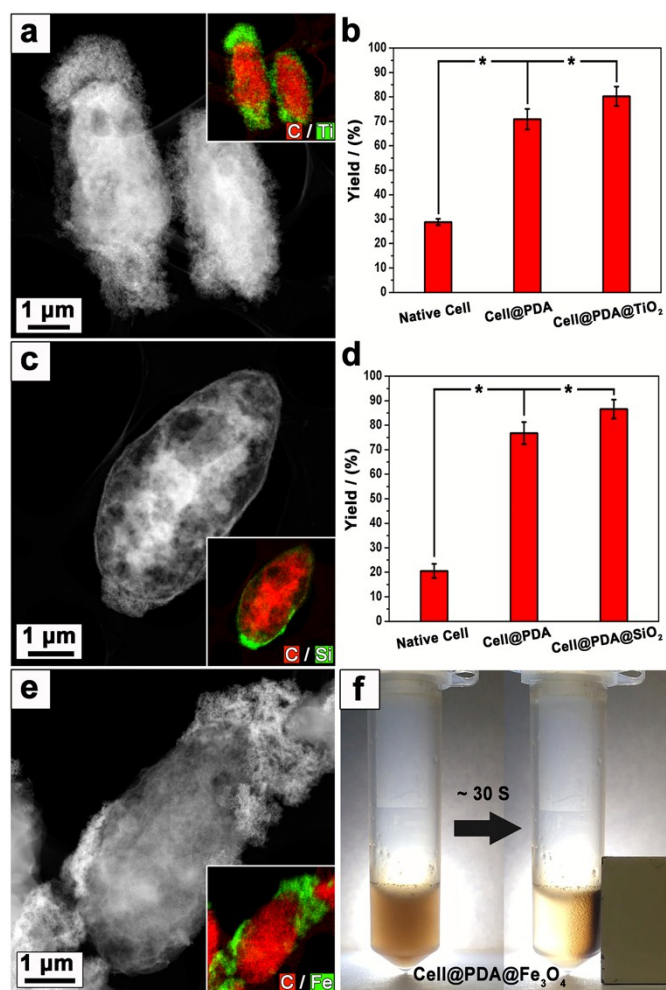 a
C / Ti
1 µm
b
Yield / (%)
100
90
80
70
60
50
40
30
20
10
0
* *
Native Cell Cell@PDA Cell@PDA@TiO₂
c
C / Si
1 µm
d
Yield / (%)
100
90
80
70
60
50
40
30
20
10
0
* *
Native Cell Cell@PDA Cell@PDA@SiO₂
e
C / Fe
1 µm
f
~ 30 S
Cell@PDA@Fe₃O₄